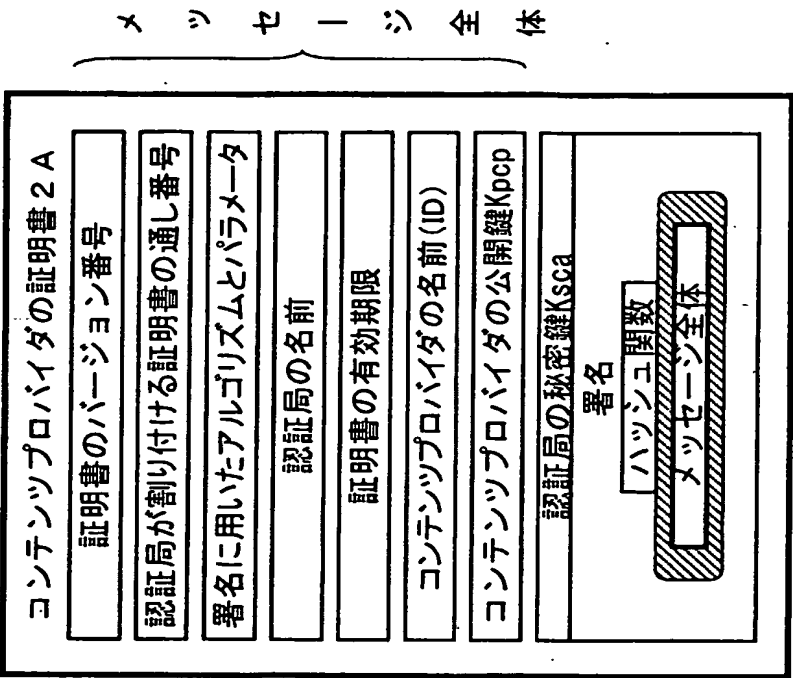 コンテンツプロバイダの証明書2A
証明書のバージョン番号
認証局が割り付ける証明書の通し番号
署名に用いたアルゴリズムとパラメータ
認証局の名前
証明書の有効期限
コンテンツプロバイダの名前(ID)
コンテンツプロバイダの公開鍵Kpcp
認証局の秘密鍵Ksca
署名
ハッシュ関数
メッセージ全体
メッセージ全体